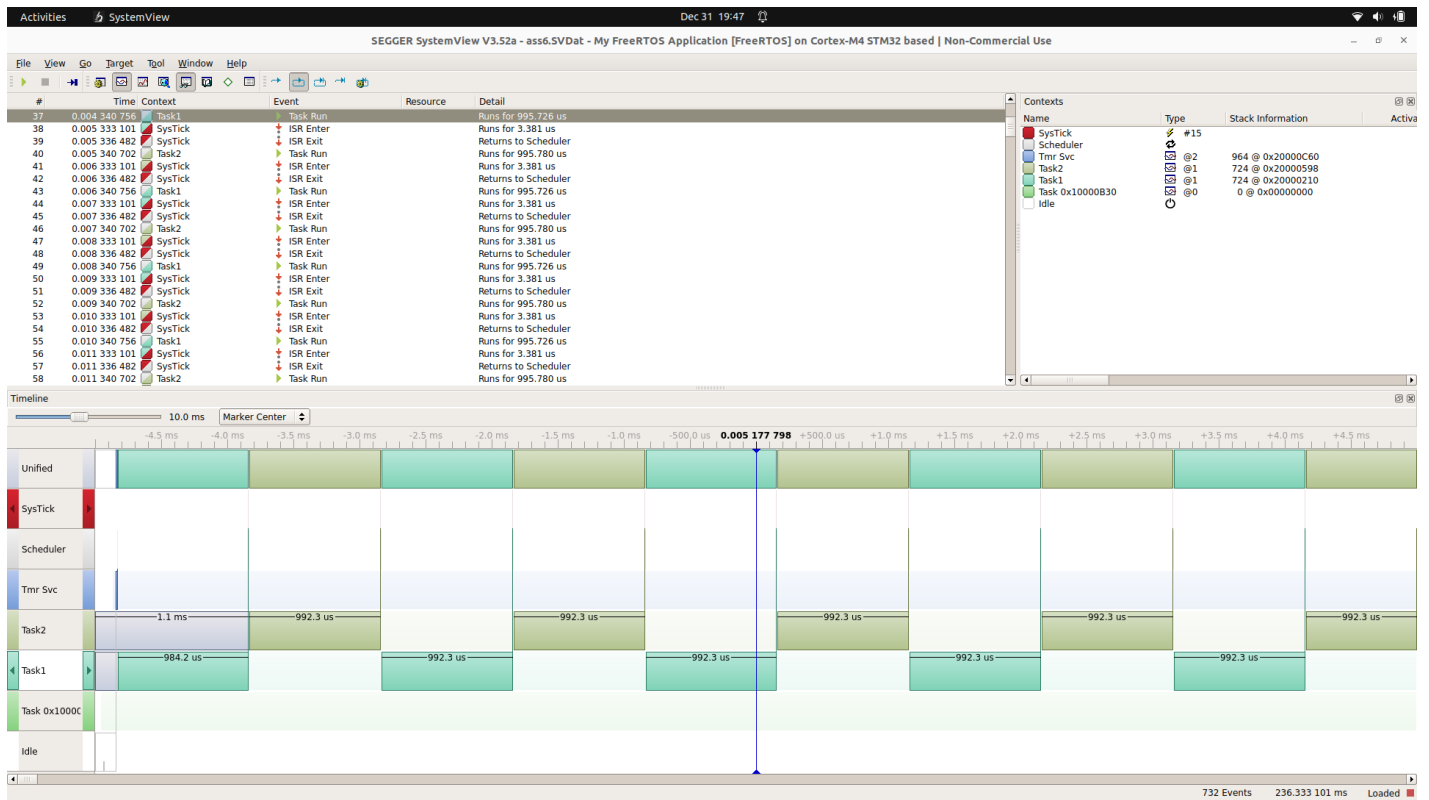 Activities SystemView Dec 31 19:47
SEGGER SystemView V3.52a - ass6.SVDat - My FreeRTOS Application [FreeRTOS] on Cortex-M4 STM32 based | Non-Commercial Use
File View Go Target Tool Window Help
# Time Context Event Resource Detail
37 0.004 340 756 Task1 Task Run Runs for 995.726 us
38 0.005 333 101 SysTick ISR Enter Runs for 3.381 us
39 0.005 336 482 SysTick ISR Exit Returns to Scheduler
40 0.005 340 702 Task2 Task Run Runs for 995.780 us
41 0.006 333 101 SysTick ISR Enter Runs for 3.381 us
42 0.006 336 482 SysTick ISR Exit Returns to Scheduler
43 0.006 340 756 Task1 Task Run Runs for 995.726 us
44 0.007 333 101 SysTick ISR Enter Runs for 3.381 us
45 0.007 336 482 SysTick ISR Exit Returns to Scheduler
46 0.007 340 702 Task2 Task Run Runs for 995.780 us
47 0.008 333 101 SysTick ISR Enter Runs for 3.381 us
48 0.008 336 482 SysTick ISR Exit Returns to Scheduler
49 0.008 340 756 Task1 Task Run Runs for 995.726 us
50 0.009 333 101 SysTick ISR Enter Runs for 3.381 us
51 0.009 336 482 SysTick ISR Exit Returns to Scheduler
52 0.009 340 702 Task2 Task Run Runs for 995.780 us
53 0.010 333 101 SysTick ISR Enter Runs for 3.381 us
54 0.010 336 482 SysTick ISR Exit Returns to Scheduler
55 0.010 340 756 Task1 Task Run Runs for 995.726 us
56 0.011 333 101 SysTick ISR Enter Runs for 3.381 us
57 0.011 336 482 SysTick ISR Exit Returns to Scheduler
58 0.011 340 702 Task2 Task Run Runs for 995.780 us
Contexts
Name Type Stack Information Activa
SysTick #15
Scheduler
Tmr Svc @2 964 @ 0x20000C60
Task2 @1 724 @ 0x20000598
Task1 @1 724 @ 0x20000210
Task 0x10000B30 @0 0 @ 0x00000000
Idle
Timeline
10.0 ms Marker Center
-4.5 ms -4.0 ms -3.5 ms -3.0 ms -2.5 ms -2.0 ms -1.5 ms -1.0 ms -500.0 us 0.005 177 798 +500.0 us +1.0 ms +1.5 ms +2.0 ms +2.5 ms +3.0 ms +3.5 ms +4.0 ms +4.5 ms
Unified
SysTick
Scheduler
Tmr Svc
Task2 1.1 ms 992.3 us 992.3 us 992.3 us 992.3 us 992.3 us
Task1 984.2 us 992.3 us 992.3 us 992.3 us 992.3 us
Task 0x1000C
Idle
732 Events 236.333 101 ms Loaded